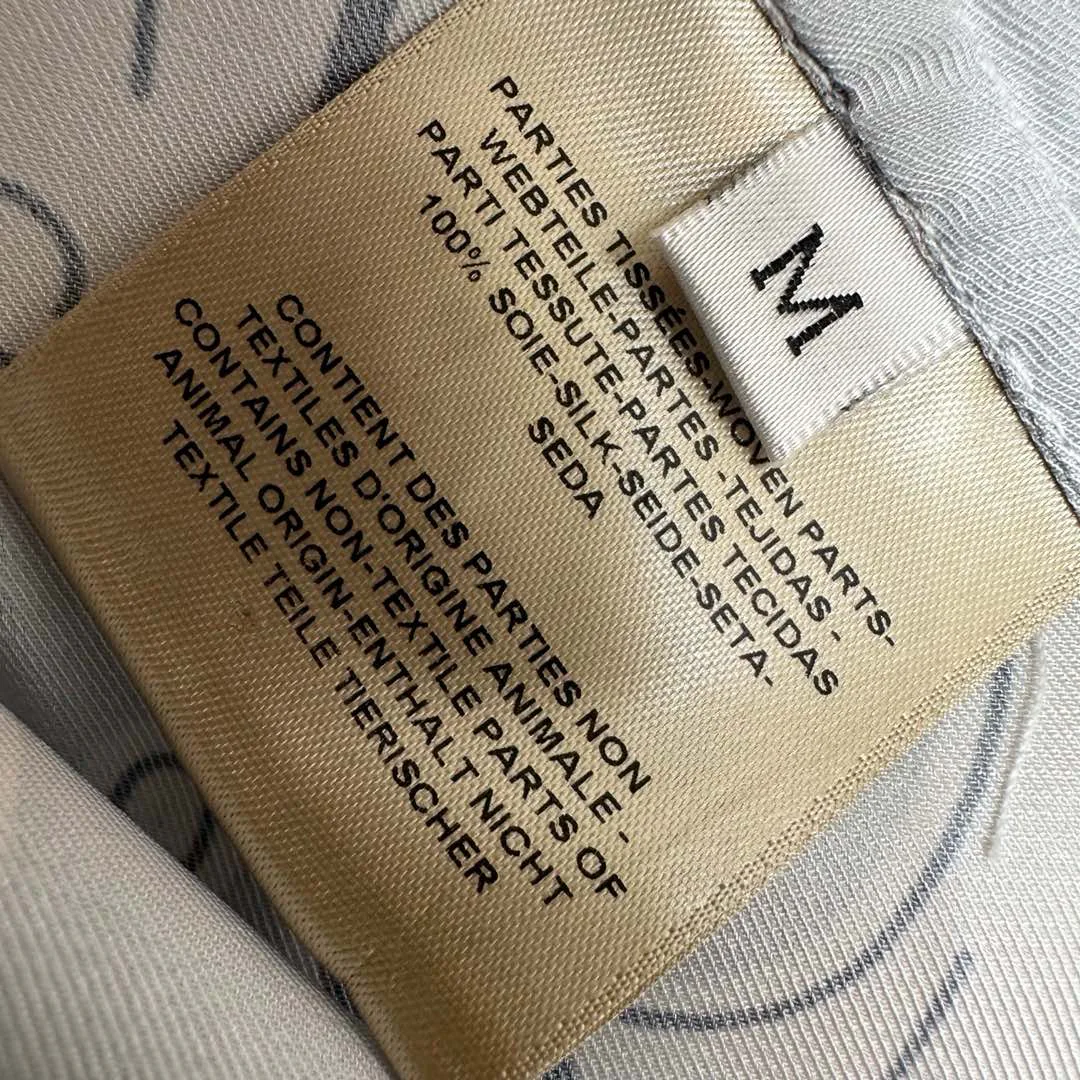 M
PARTIES TISSÉES-WOVEN PARTS-
WEBTEILE-PARTES -TEJIDAS -
PARTI TESSUTE-PARTES TECIDAS
100% SOIE-SILK-SEIDE-SETA-
SEDA
CONTIENT DES PARTIES NON
TEXTILES D'ORIGINE ANIMALE -
CONTAINS NON-TEXTILE PARTS OF
ANIMAL ORIGIN-ENTHALT NICHT
TEXTILE TEILE TIERISCHER